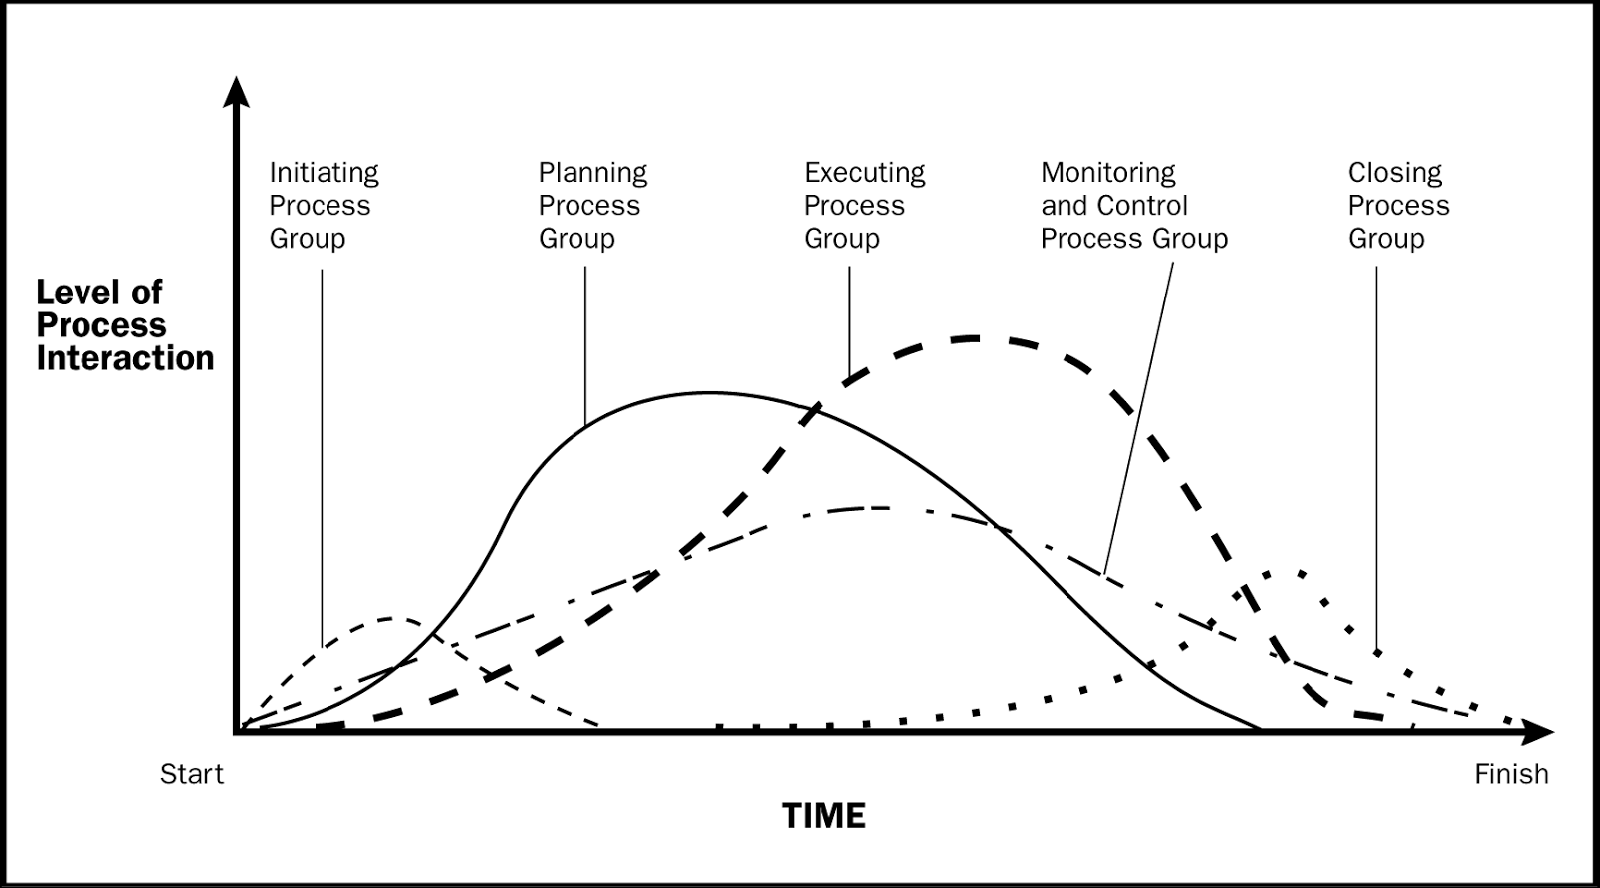 Initiating
Process
Group
Planning
Process
Group
Executing
Process
Group
Monitoring
and Control
Process Group
Closing
Process
Group
Level of
Process
Interaction
Start
Finish
TIME